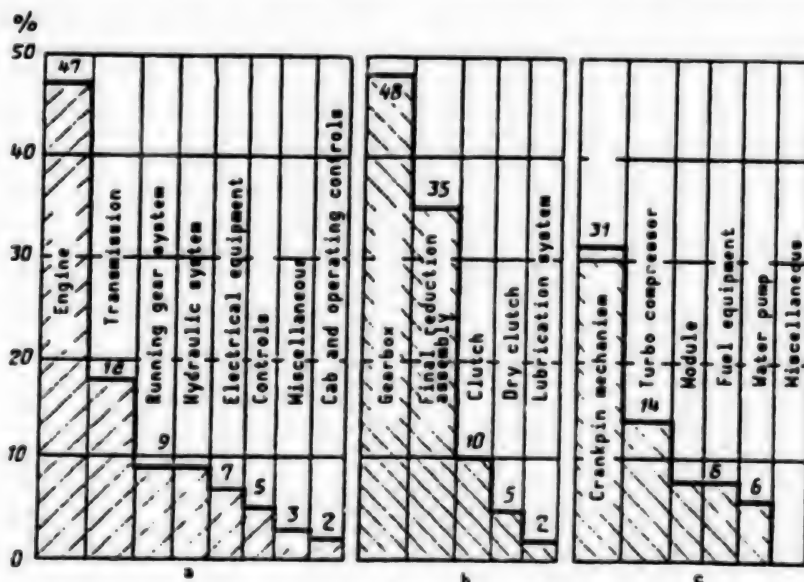 %
50
40
30
20
10
0
47
Engine
18
Transmission
9
Running gear system
Hydraulic system
7
Electrical equipment
5
Controls
3
Miscellaneous
2
Cab and operating controls
a
48
Gearbox
35
Final reduction
assembly
10
Clutch
5
Dry clutch
2
Lubrication system
b
31
Crankpin mechanism
14
Turbo compressor
Module
8
Fuel equipment
6
Water pump
Miscellaneous
c